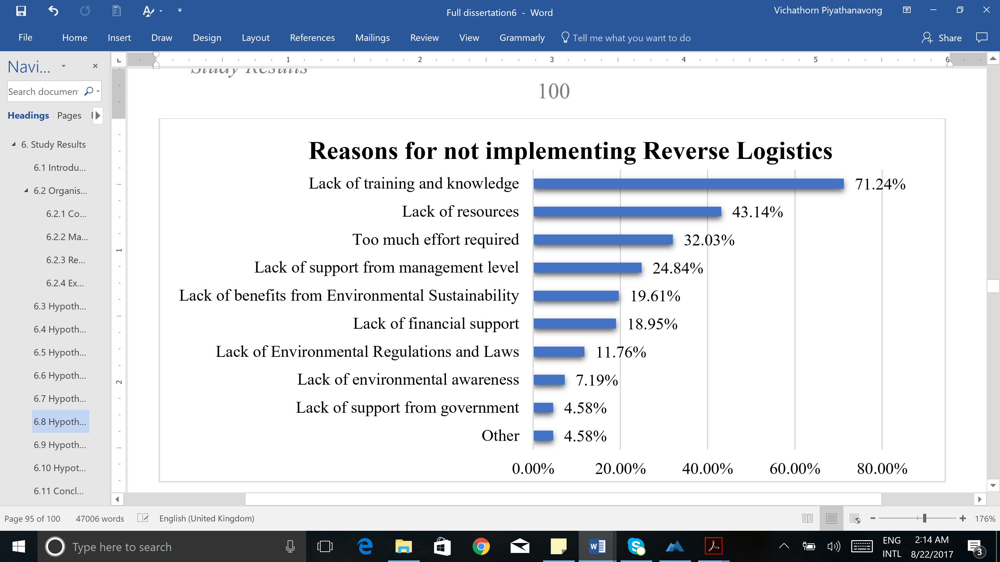 Full dissertation6 - Word
Vichathorn Piyathanavong
File Home Insert Draw Design Layout References Mailings Review View Grammarly Tell me what you want to do Share
Navi...
Search documen
Headings Pages
6. Study Results
6.1 Introdu...
6.2 Organis...
6.2.1 Co...
6.2.2 Ma...
6.2.3 Re...
6.2.4 Ex...
6.3 Hypoth...
6.4 Hypoth...
6.5 Hypoth...
6.6 Hypoth...
6.7 Hypoth...
6.8 Hypoth...
6.9 Hypoth...
6.10 Hypot...
6.11 Concl...
L
1 2 3 4 5 6
1
2
Study Results
100
Reasons for not implementing Reverse Logistics
Lack of training and knowledge 71.24%
Lack of resources 43.14%
Too much effort required 32.03%
Lack of support from management level 24.84%
Lack of benefits from Environmental Sustainability 19.61%
Lack of financial support 18.95%
Lack of Environmental Regulations and Laws 11.76%
Lack of environmental awareness 7.19%
Lack of support from government 4.58%
Other 4.58%
0.00% 20.00% 40.00% 60.00% 80.00%
Page 95 of 100 47006 words English (United Kingdom) 176%
Type here to search
ENG 2:14 AM
INTL 8/22/2017 3